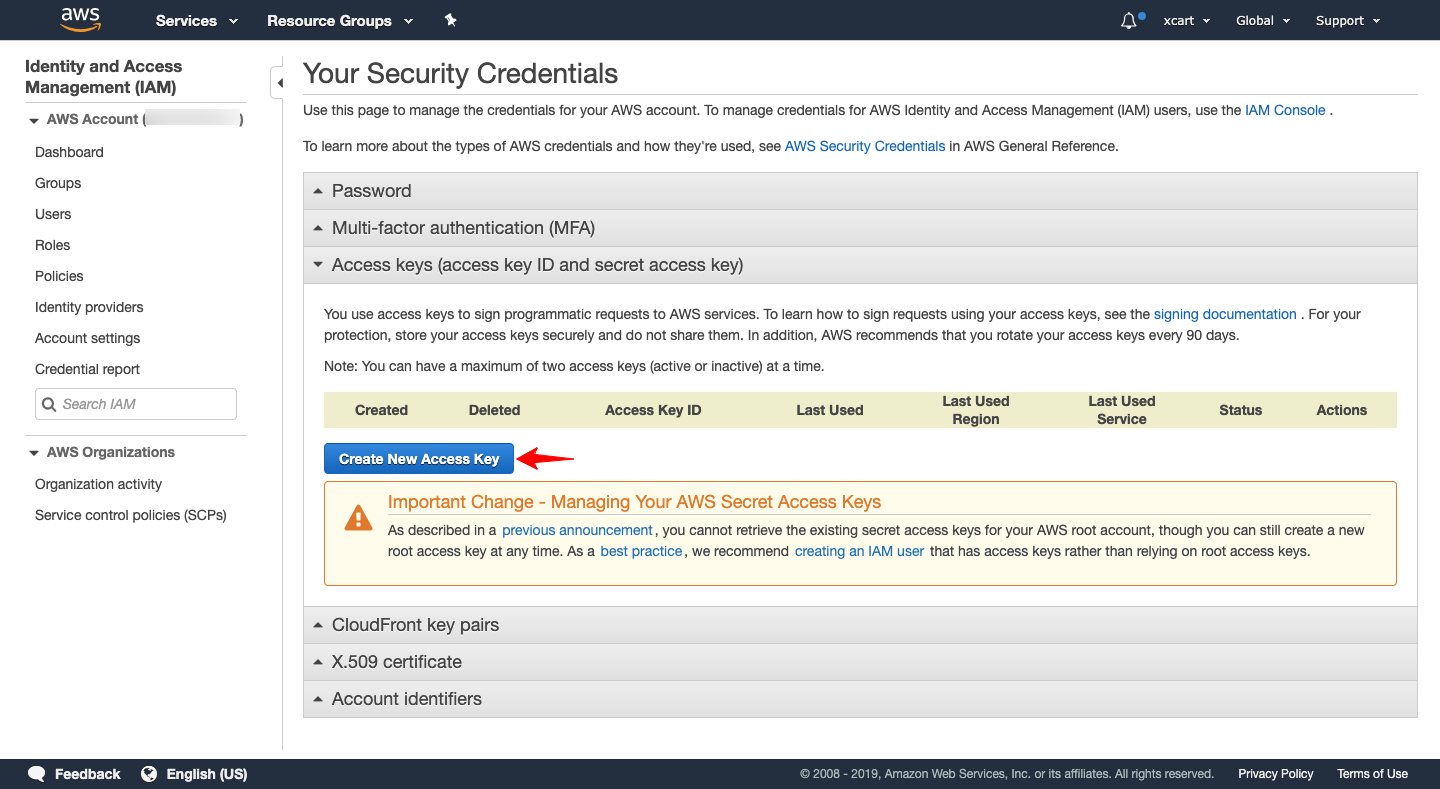 aws Services Resource Groups xcart Global Support
Identity and Access
Management (IAM)
AWS Account ( )
Dashboard
Groups
Users
Roles
Policies
Identity providers
Account settings
Credential report
Search IAM
AWS Organizations
Organization activity
Service control policies (SCPs)
Your Security Credentials
Use this page to manage the credentials for your AWS account. To manage credentials for AWS Identity and Access Management (IAM) users, use the IAM Console .
To learn more about the types of AWS credentials and how they're used, see AWS Security Credentials in AWS General Reference.
Password
Multi-factor authentication (MFA)
Access keys (access key ID and secret access key)
You use access keys to sign programmatic requests to AWS services. To learn how to sign requests using your access keys, see the signing documentation . For your
protection, store your access keys securely and do not share them. In addition, AWS recommends that you rotate your access keys every 90 days.
Note: You can have a maximum of two access keys (active or inactive) at a time.
Created Deleted Access Key ID Last Used Last Used Region Last Used Service Status Actions
Create New Access Key
Important Change - Managing Your AWS Secret Access Keys
As described in a previous announcement, you cannot retrieve the existing secret access keys for your AWS root account, though you can still create a new
root access key at any time. As a best practice, we recommend creating an IAM user that has access keys rather than relying on root access keys.
CloudFront key pairs
X.509 certificate
Account identifiers
Feedback English (US) © 2008 - 2019, Amazon Web Services, Inc. or its affiliates. All rights reserved. Privacy Policy Terms of Use